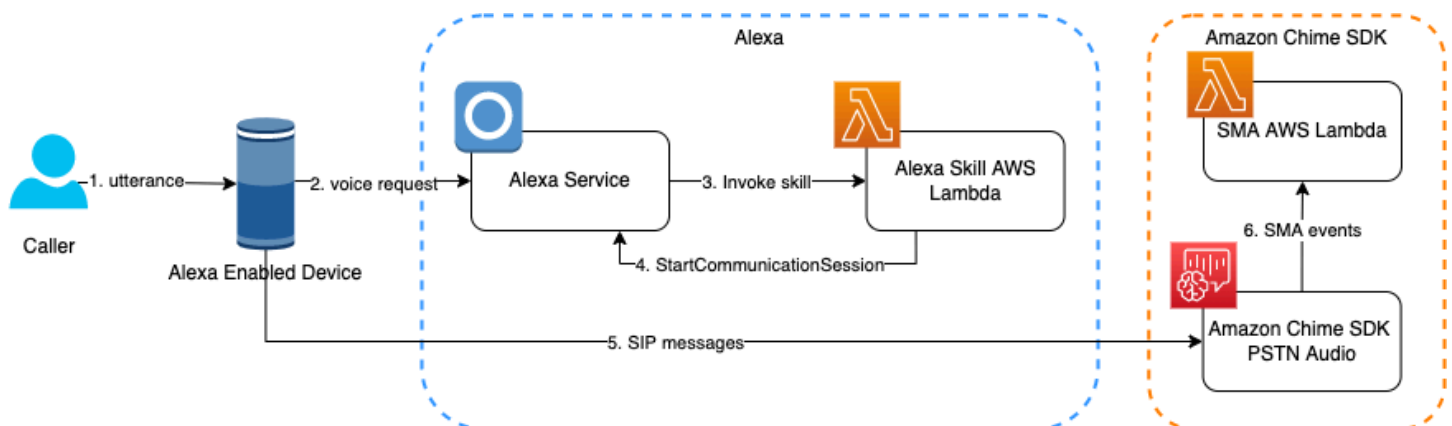 Alexa
Amazon Chime SDK
SMA AWS Lambda
1. utterance
2. voice request
Alexa Service
3. Invoke skill
Alexa Skill AWS
Lambda
Caller
Alexa Enabled Device
4. StartCommunicationSession
6. SMA events
5. SIP messages
Amazon Chime SDK
PSTN Audio